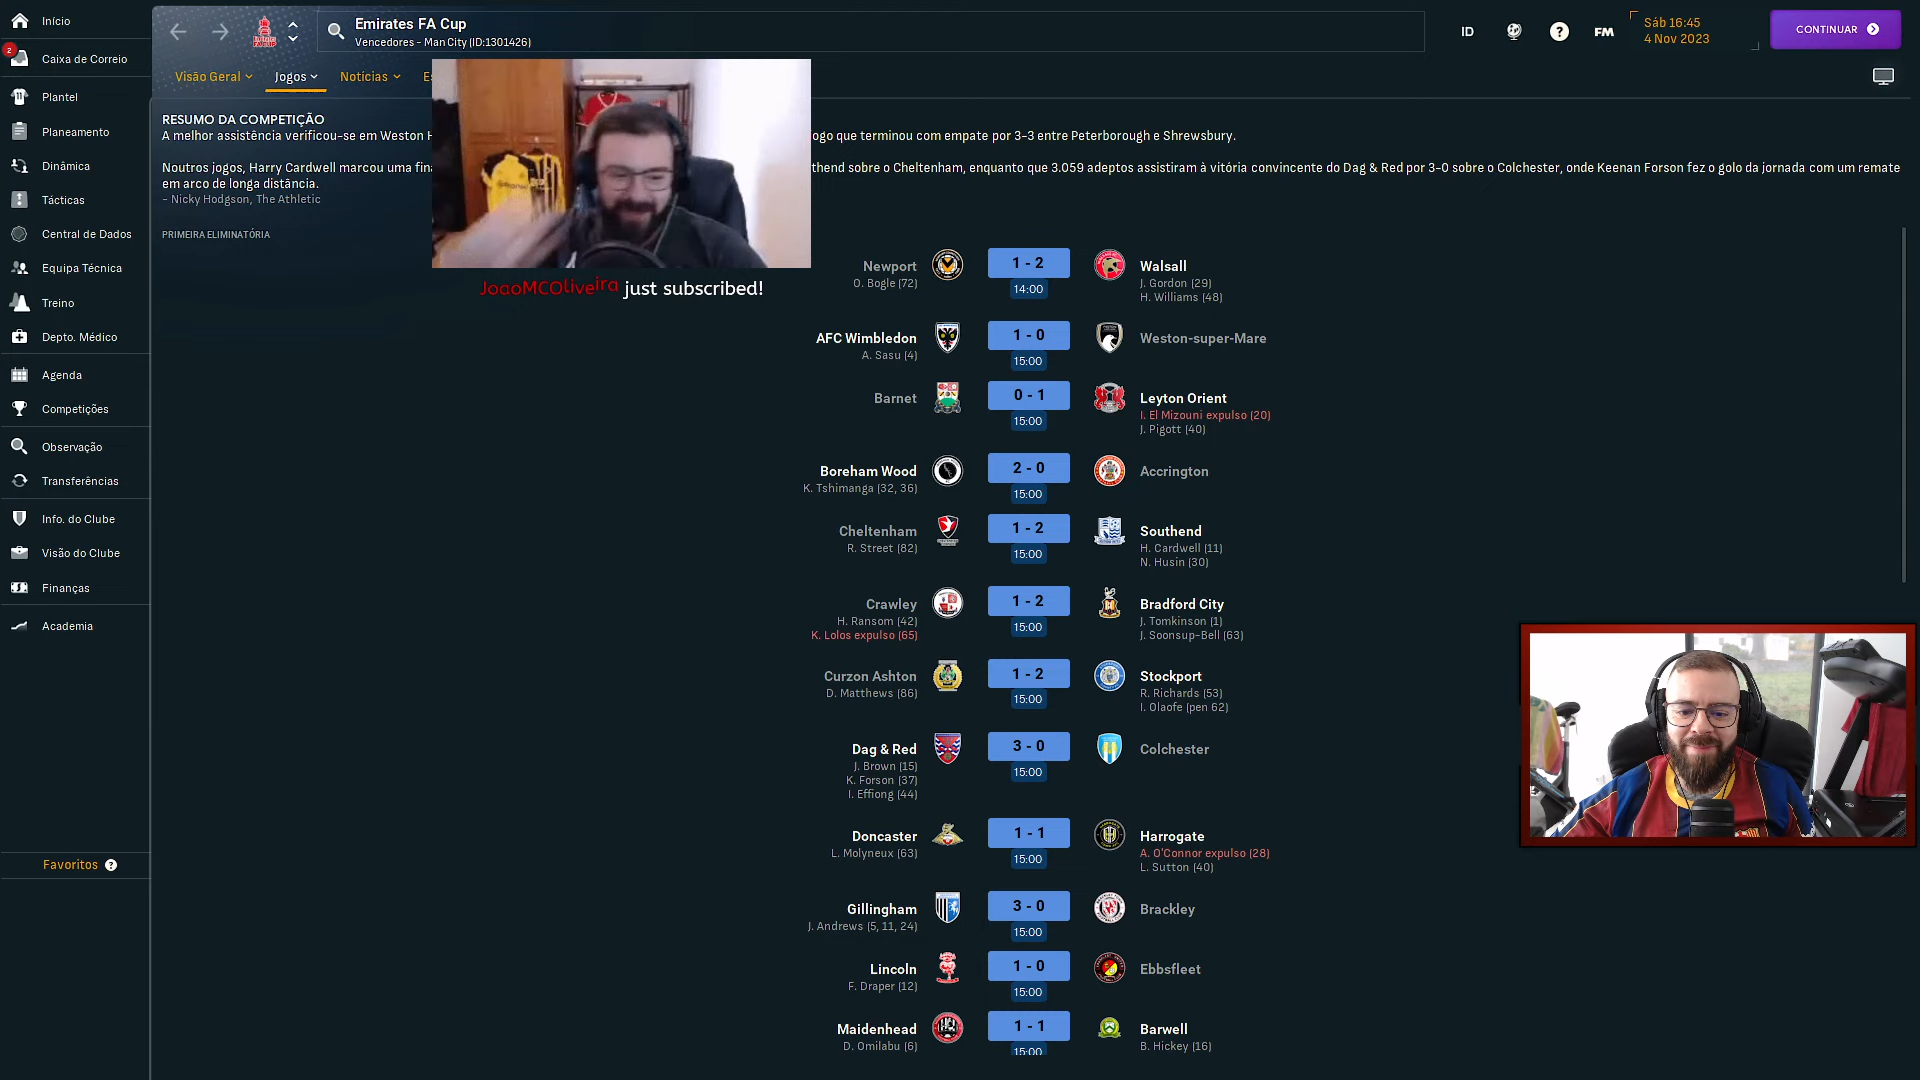 Início
Caixa de Correio
2
Plantel
Planeamento
Dinâmica
Tácticas
Central de Dados
Equipa Técnica
Treino
Depto. Médico
Agenda
Competições
Observação
Transferências
Info. do Clube
Visão do Clube
Finanças
Academia
Favoritos ?
Emirates FA Cup
Vencedores - Man City (ID:1301426)
ID
?
FM
Sáb 16:45
4 Nov 2023
CONTINUAR
Visão Geral
Jogos
Notícias
RESUMO DA COMPETIÇÃO
A melhor assistência verificou-se em Weston
ogo que terminou com empate por 3-3 entre Peterborough e Shrewsbury.
Noutros jogos, Harry Cardwell marcou uma
thend sobre o Cheltenham, enquanto que 3.059 adeptos assistiram à vitória convincente do Dag & Red por 3-0 sobre o Colchester, onde Keenan Forson fez o golo da jornada com um remate
em arco de longa distância.
- Nicky Hodgson, The Athletic
PRIMEIRA ELIMINATÓRIA
JoaoMCOliveira just subscribed!
Newport 1 - 2 Walsall
O. Bogle (72) 14:00 J. Gordon (29)
H. Williams (48)
AFC Wimbledon 1 - 0 Weston-super-Mare
A. Sasu (4) 15:00
Barnet 0 - 1 Leyton Orient
15:00 I. El Mizouni expulso (20)
J. Pigott (40)
Boreham Wood 2 - 0 Accrington
K. Tshimanga (32, 36) 15:00
Cheltenham 1 - 2 Southend
R. Street (82) 15:00 H. Cardwell (11)
N. Husin (30)
Crawley 1 - 2 Bradford City
H. Ransom (42) 15:00 J. Tomkinson (1)
K. Lolos expulso (65) J. Soonsup-Bell (63)
Curzon Ashton 1 - 2 Stockport
D. Matthews (86) 15:00 R. Richards (53)
I. Olaofe (pen 62)
Dag & Red 3 - 0 Colchester
J. Brown (15) 15:00
K. Forson (37)
I. Effiong (44)
Doncaster 1 - 1 Harrogate
L. Molyneux (63) 15:00 A. O'Connor expulso (28)
L. Sutton (40)
Gillingham 3 - 0 Brackley
J. Andrews (5, 11, 24) 15:00
Lincoln 1 - 0 Ebbsfleet
F. Draper (12) 15:00
Maidenhead 1 - 1 Barwell
D. Omilabu (6) 15:00 B. Hickey (16)